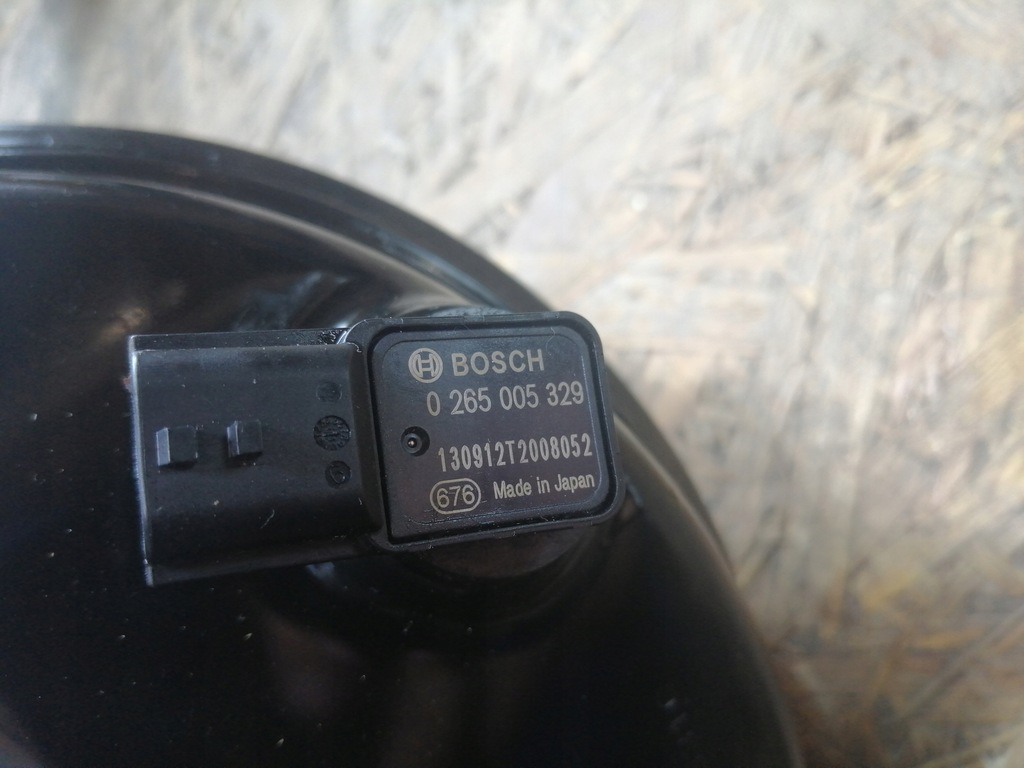 BOSCH
0 265 005 329
130912T2008052
676 Made in Japan